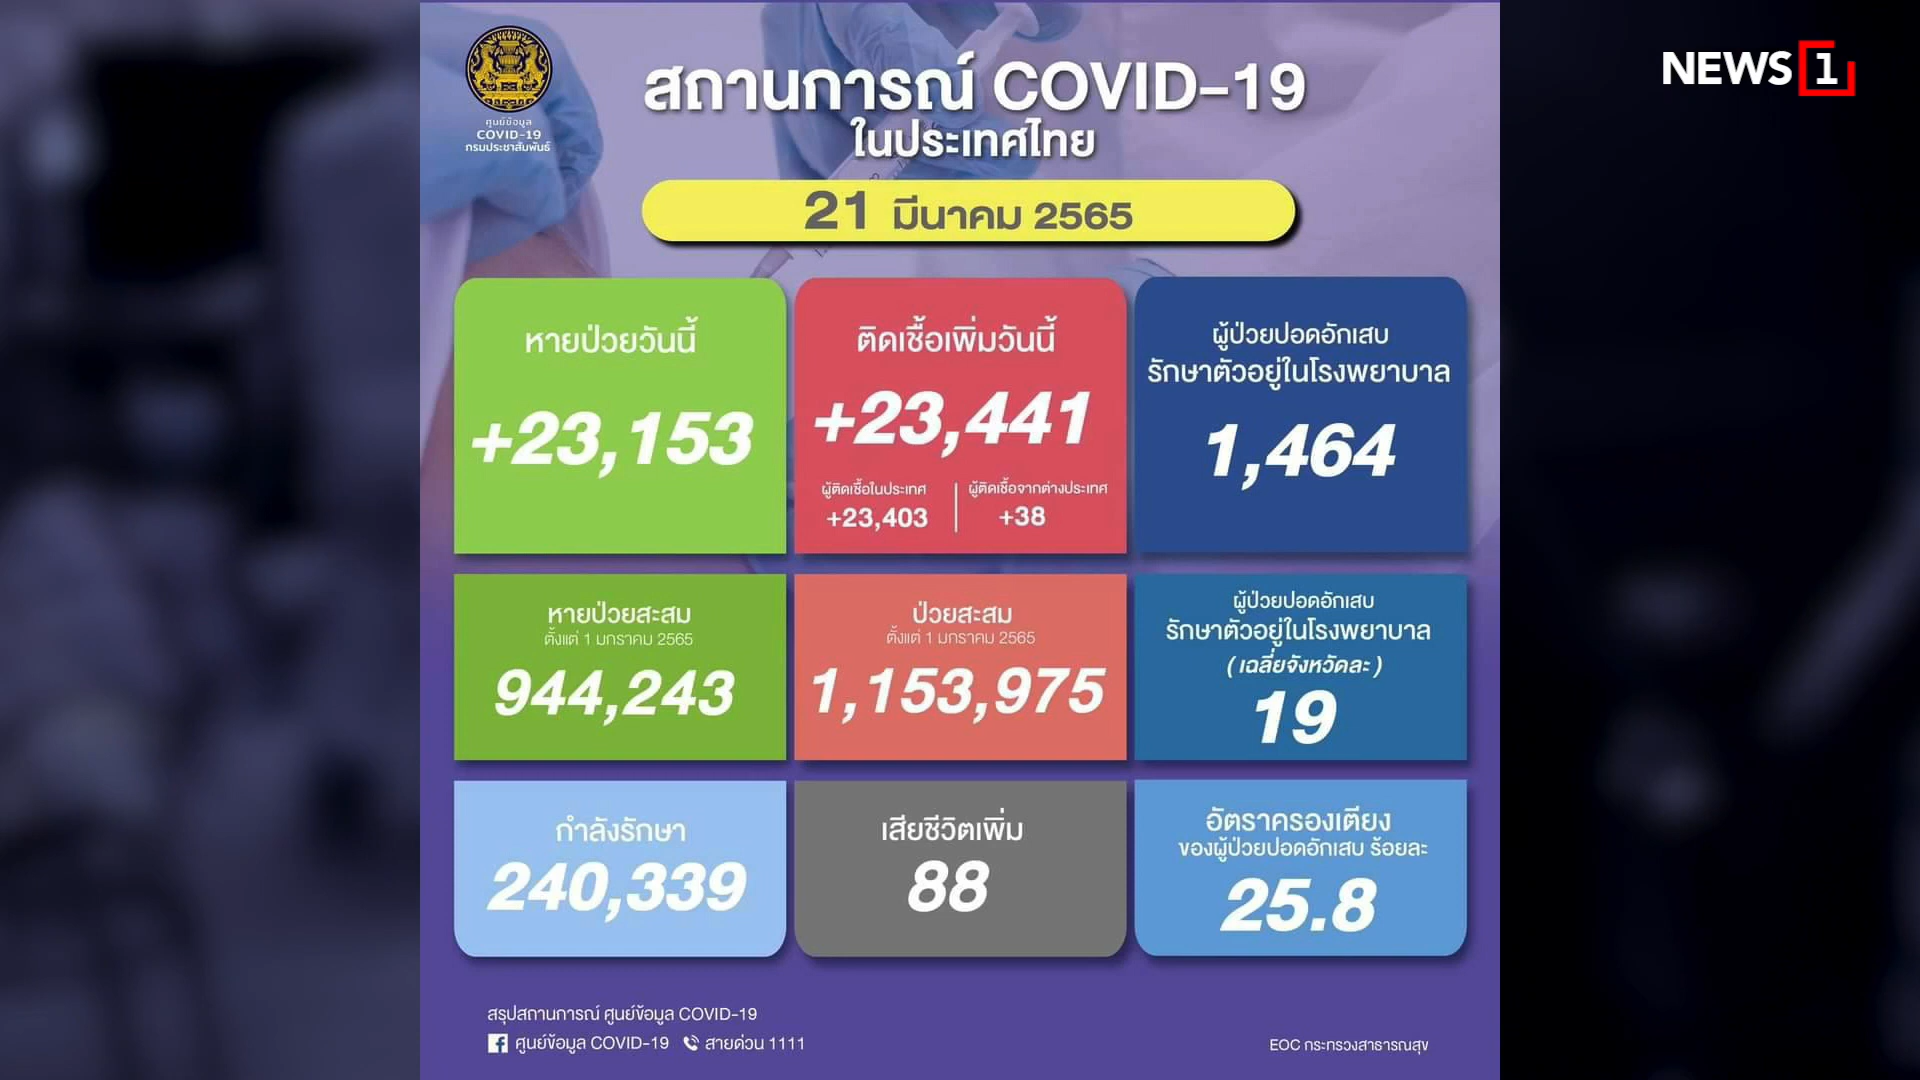 NEWS 1
ศูนย์ข้อมูล
COVID-19
กรมประชาสัมพันธ์
สถานการณ์ COVID-19
ในประเทศไทย
21 มีนาคม 2565
หายป่วยวันนี้
+23,153
ติดเชื้อเพิ่มวันนี้
+23,441
ผู้ติดเชื้อในประเทศ
+23,403
ผู้ติดเชื้อจากต่างประเทศ
+38
ผู้ป่วยปอดอักเสบ
รักษาตัวอยู่ในโรงพยาบาล
1,464
หายป่วยสะสม
ตั้งแต่ 1 มกราคม 2565
944,243
ป่วยสะสม
ตั้งแต่ 1 มกราคม 2565
1,153,975
ผู้ป่วยปอดอักเสบ
รักษาตัวอยู่ในโรงพยาบาล
(เฉลี่ยจังหวัดละ)
19
กำลังรักษา
240,339
เสียชีวิตเพิ่ม
88
อัตราครองเตียง
ของผู้ป่วยปอดอักเสบ ร้อยละ
25.8
สรุปสถานการณ์ ศูนย์ข้อมูล COVID-19
ศูนย์ข้อมูล COVID-19 สายด่วน 1111
EOC กระทรวงสาธารณสุข